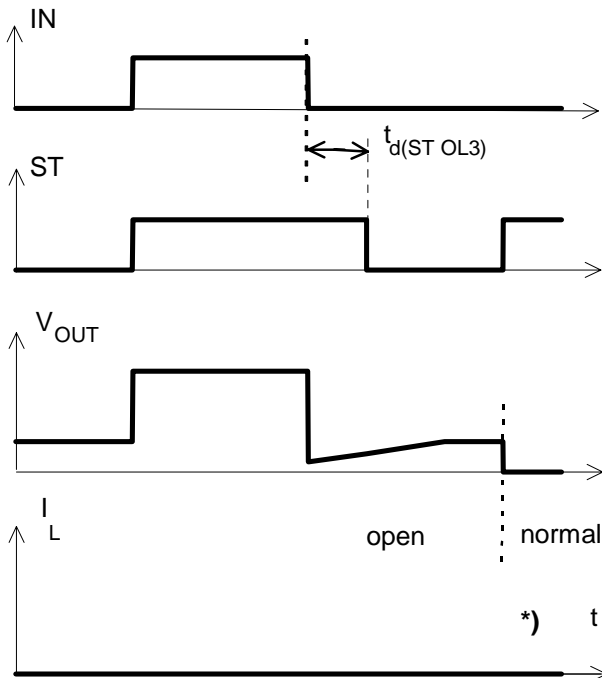 IN
t d(ST OL3)
ST
V OUT
I L
open normal
*) t